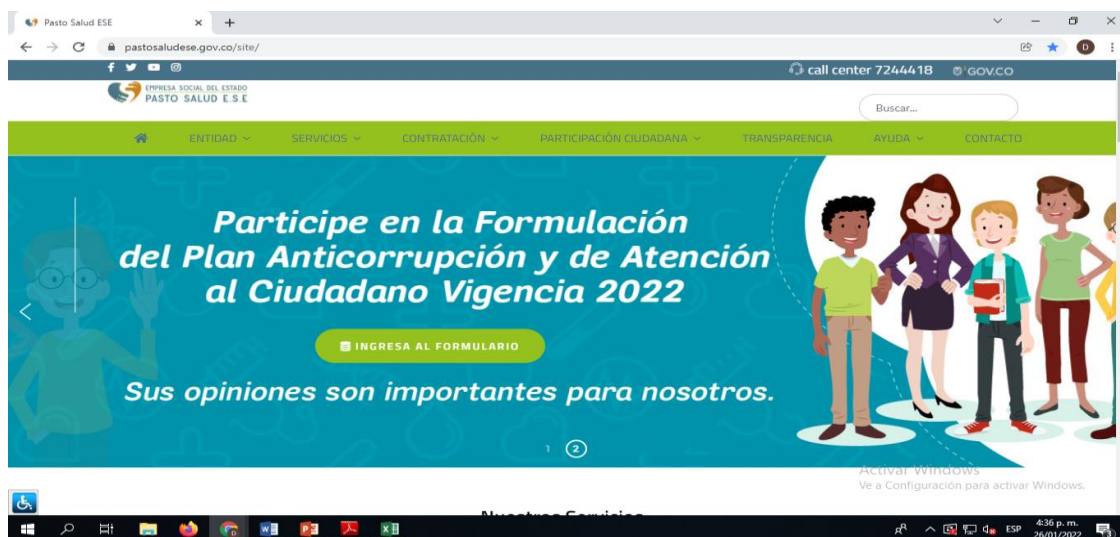 Pasto Salud ESE
pastosaludese.gov.co/site/
D
call center 7244418 GOV.CO
EMPRESA SOCIAL DEL ESTADO
PASTO SALUD E.S.E
Buscar...
ENTIDAD SERVICIOS CONTRATACIÓN PARTICIPACIÓN CIUDADANA TRANSPARENCIA AYUDA CONTACTO
Participe en la Formulación
del Plan Anticorrupción y de Atención
al Ciudadano Vigencia 2022
INGRESA AL FORMULARIO
Sus opiniones son importantes para nosotros.
1 2
Activar Windows
Ve a Configuración para activar Windows.
Nuestros Servicios
ESP
4:36 p. m.
26/01/2022